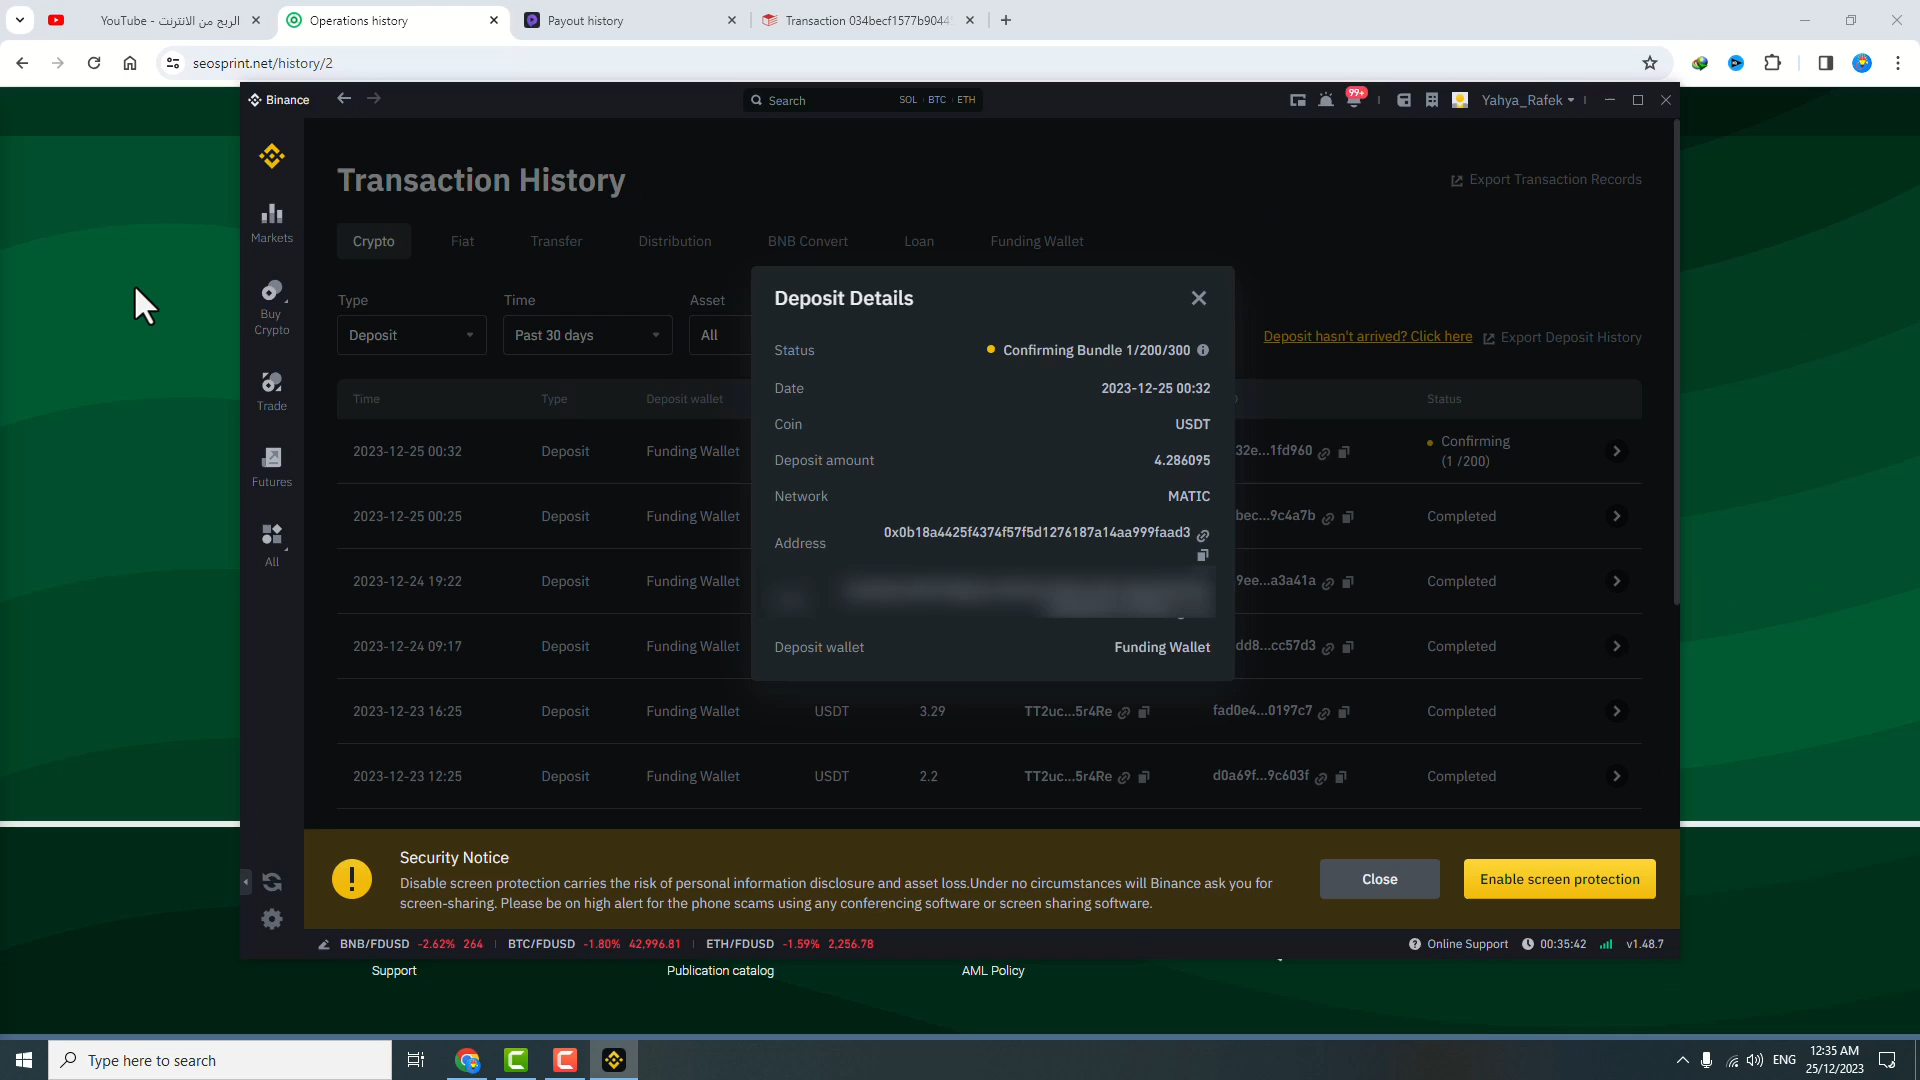 YouTube - الربح من الانترنت
Operations history
Payout history
Transaction 034becf1577b9044
seosprint.net/history/2
Binance
Search
SOL
BTC
ETH
99+
Yahya_Rafek
Transaction History
Export Transaction Records
Markets
Crypto
Fiat
Transfer
Distribution
BNB Convert
Loan
Funding Wallet
Buy
Crypto
Type
Time
Asset
Deposit
Past 30 days
All
Deposit hasn't arrived? Click here
Export Deposit History
Trade
Futures
All
Time
Type
Deposit wallet
Status
2023-12-25 00:32
Deposit
Funding Wallet
32e...1fd960
Confirming
(1 /200)
2023-12-25 00:25
Deposit
Funding Wallet
bec...9c4a7b
Completed
2023-12-24 19:22
Deposit
Funding Wallet
9ee...a3a41a
Completed
2023-12-24 09:17
Deposit
Funding Wallet
dd8...cc57d3
Completed
2023-12-23 16:25
Deposit
Funding Wallet
USDT
3.29
TT2uc...5r4Re
fad0e4...0197c7
Completed
2023-12-23 12:25
Deposit
Funding Wallet
USDT
2.2
TT2uc...5r4Re
d0a69f...9c603f
Completed
Deposit Details
Status
Confirming Bundle 1/200/300
Date
2023-12-25 00:32
Coin
USDT
Deposit amount
4.286095
Network
MATIC
Address
0x0b18a4425f4374f57f5d1276187a14aa999faad3
Deposit wallet
Funding Wallet
Security Notice
Disable screen protection carries the risk of personal information disclosure and asset loss.Under no circumstances will Binance ask you for
screen-sharing. Please be on high alert for the phone scams using any conferencing software or screen sharing software.
Close
Enable screen protection
BNB/FDUSD -2.62% 264
BTC/FDUSD -1.80% 42,996.81
ETH/FDUSD -1.59% 2,256.78
Online Support
00:35:42
v1.48.7
Support
Publication catalog
AML Policy
Type here to search
ENG
12:35 AM
25/12/2023